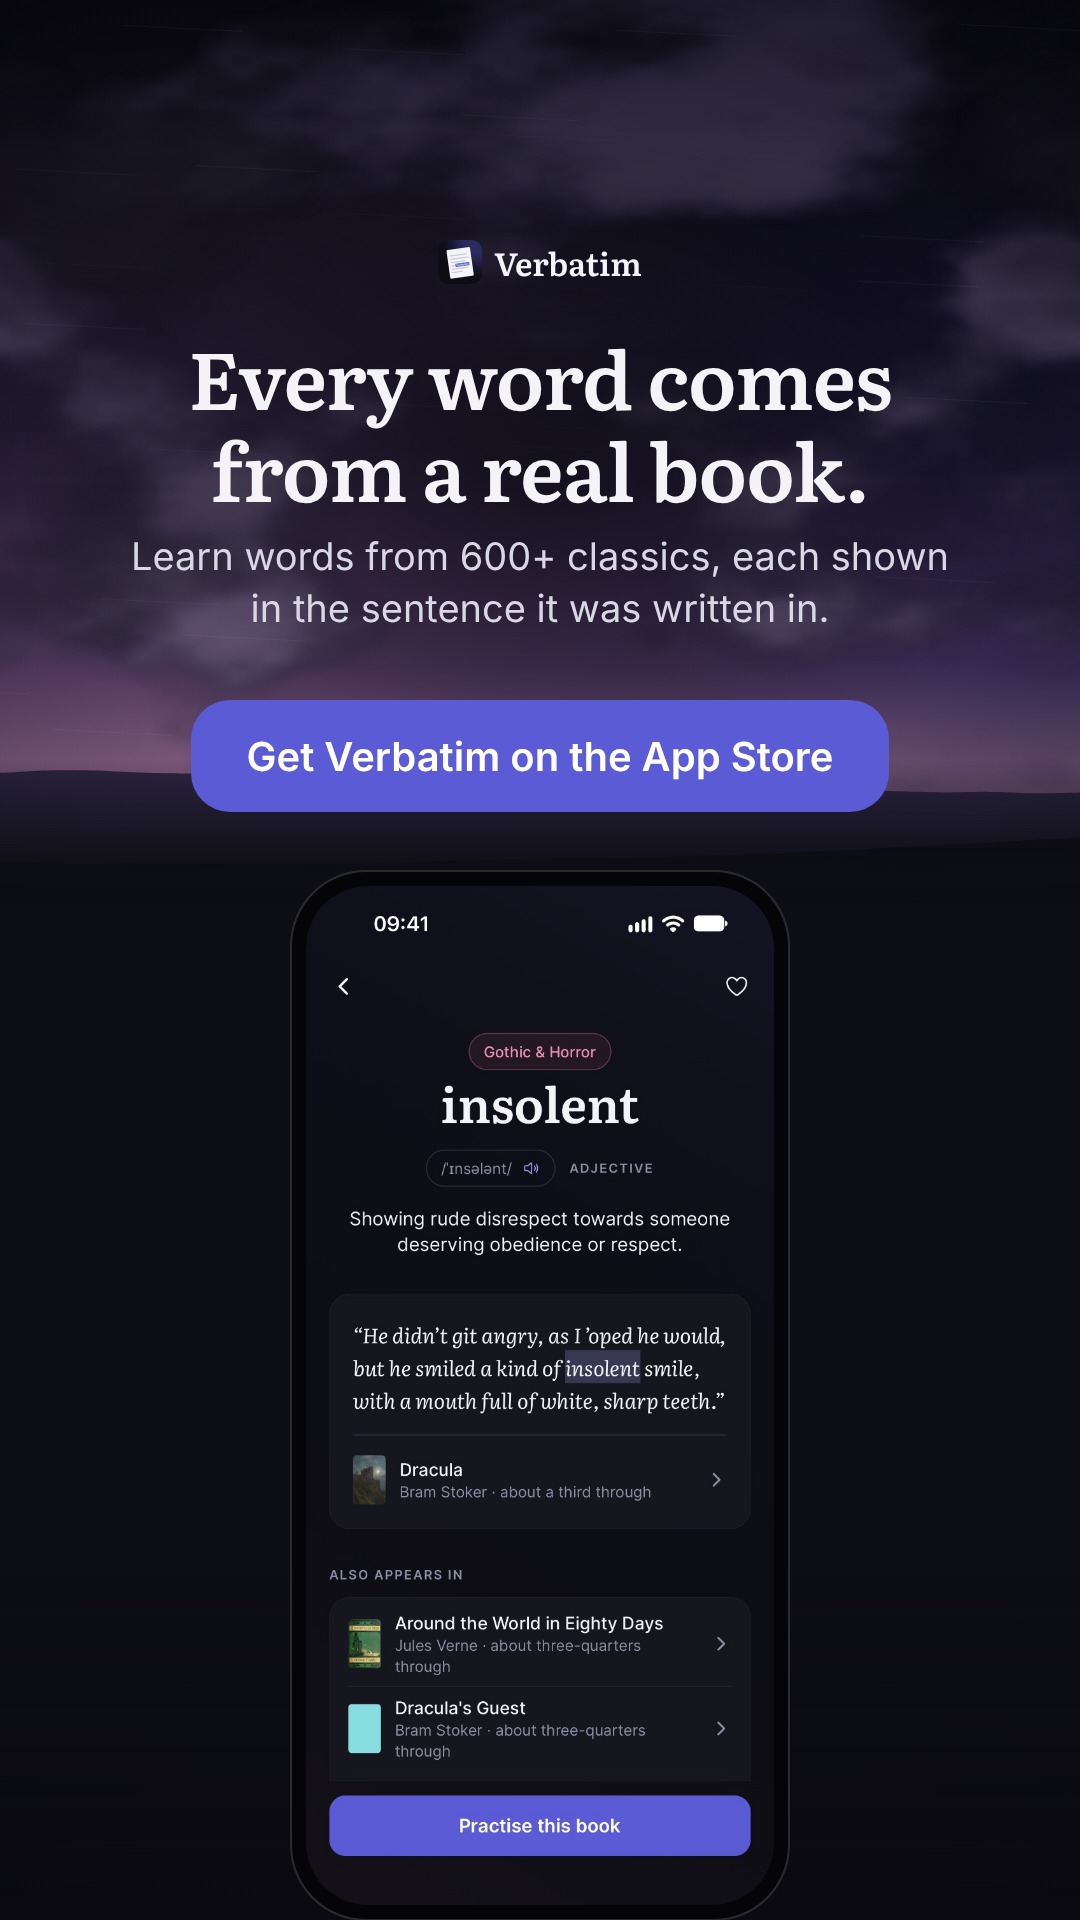 Verbatim
Every word comes
from a real book.
Learn words from 600+ classics, each shown
in the sentence it was written in.
Get Verbatim on the App Store
09:41
Gothic & Horror
insolent
/ˈɪnsələnt/ ADJECTIVE
Showing rude disrespect towards someone
deserving obedience or respect.
“He didn’t git angry, as I ’oped he would,
but he smiled a kind of insolent smile,
with a mouth full of white, sharp teeth.”
Dracula
Bram Stoker · about a third through
ALSO APPEARS IN
Around the World in Eighty Days
Jules Verne · about three-quarters
through
Dracula's Guest
Bram Stoker · about three-quarters
through
Practise this book